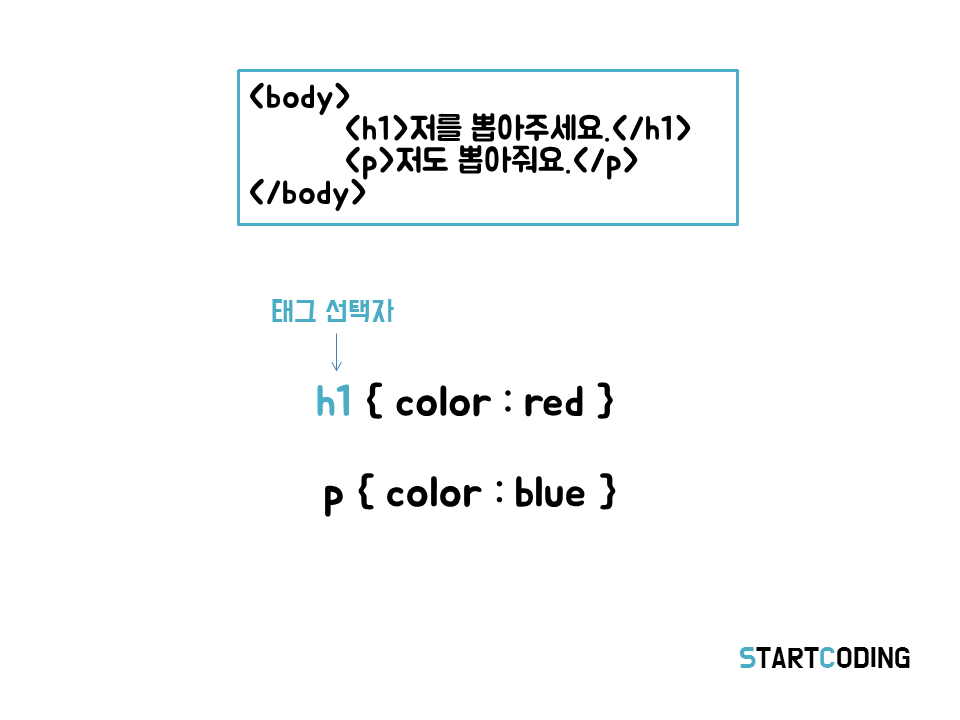 <body>
<h1>저를 뽑아주세요.</h1>
<p>저도 뽑아줘요.</p>
</body>
태그 선택자
h1 { color : red }
p { color : blue }
STARTCODING